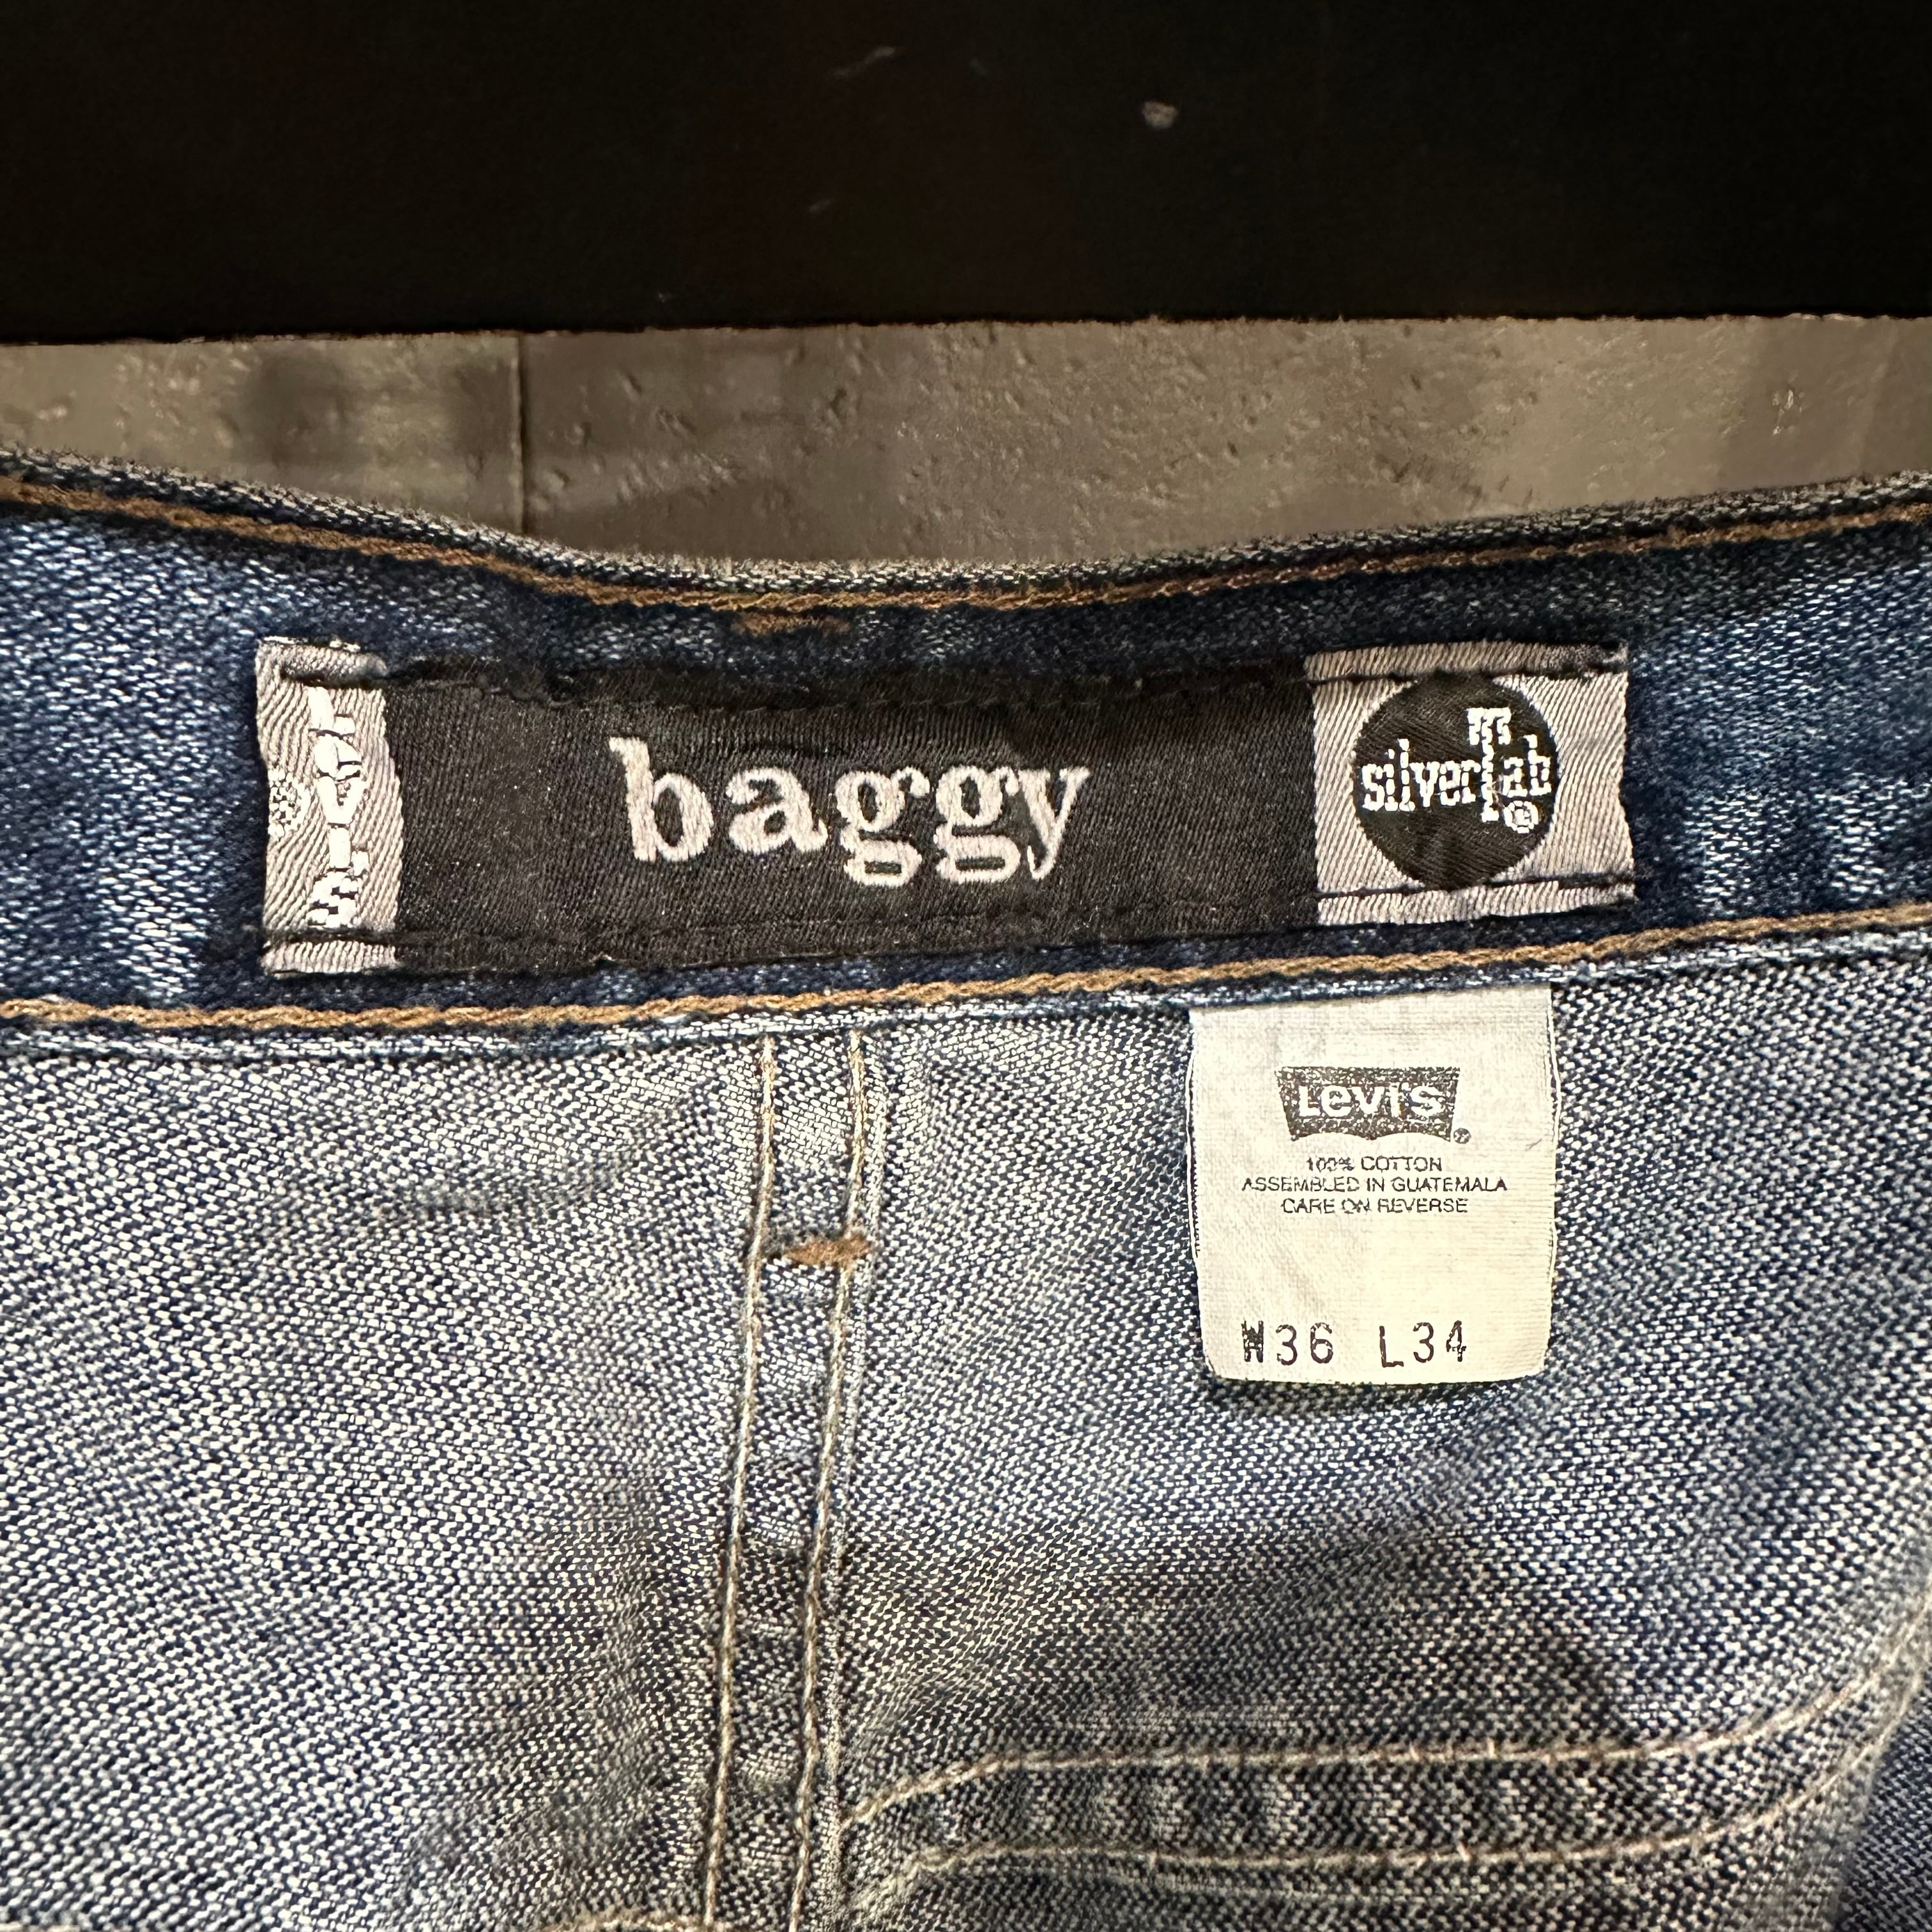 LEVI'S
baggy
silverTab
Levi's
100% COTTON
ASSEMBLED IN GUATEMALA
CARE ON REVERSE
W36 L34